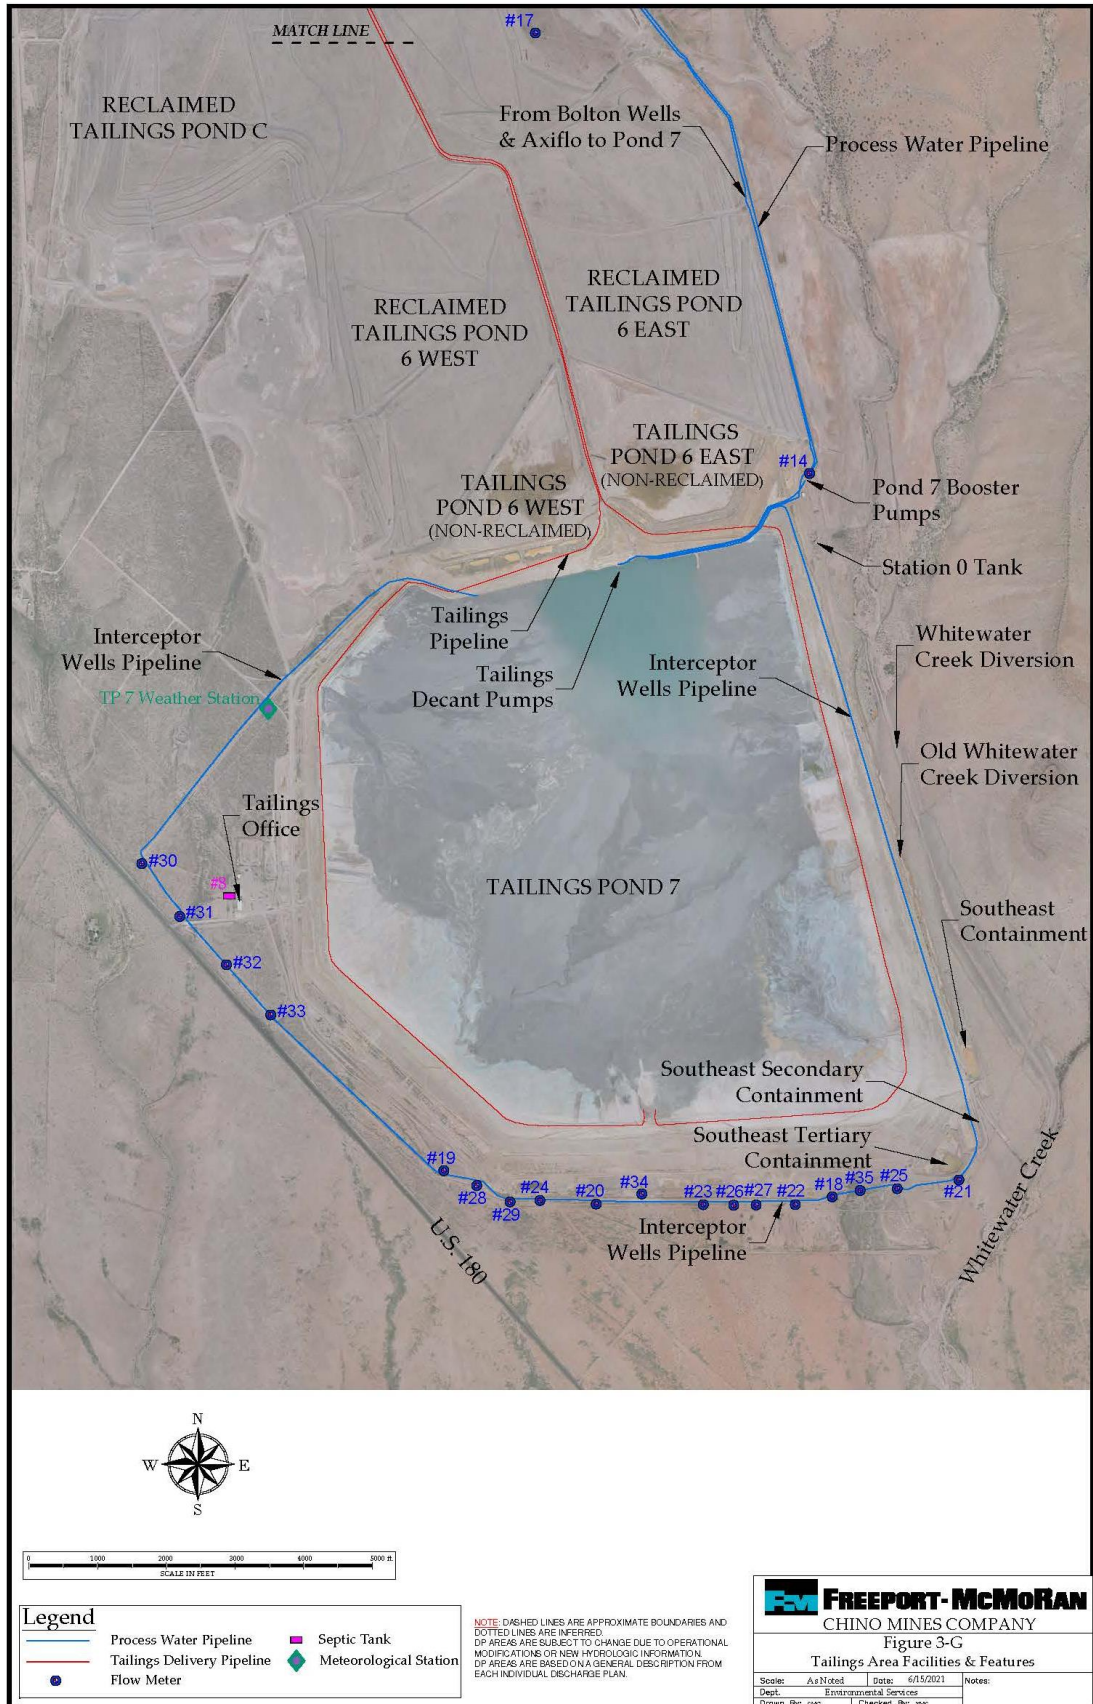 MATCH LINE
#17
RECLAIMED
TAILINGS POND C
From Bolton Wells
& Axiflo to Pond 7
Process Water Pipeline
RECLAIMED
TAILINGS POND
6 EAST
RECLAIMED
TAILINGS POND
6 WEST
TAILINGS
POND 6 EAST
(NON-RECLAIMED)
#14
TAILINGS
POND 6 WEST
(NON-RECLAIMED)
Pond 7 Booster
Pumps
Station 0 Tank
Tailings
Pipeline
Interceptor
Wells Pipeline
Whitewater
Creek Diversion
Interceptor
Wells Pipeline
Tailings
Decant Pumps
TP 7 Weather Station
Old Whitewater
Creek Diversion
Tailings
Office
#30
#8
TAILINGS POND 7
#31
Southeast
Containment
#32
#33
Southeast Secondary
Containment
Southeast Tertiary
Containment
#19
#28
#29
#24
#20
#34
#23
#26
#27
#22
#18
#35
#25
#21
Interceptor
Wells Pipeline
U.S. 180
Whitewater Creek
N
W
E
S
0 1000 2000 3000 4000 5000 ft.
SCALE IN FEET
Legend
Process Water Pipeline
Tailings Delivery Pipeline
Flow Meter
Septic Tank
Meteorological Station
NOTE: DASHED LINES ARE APPROXIMATE BOUNDARIES AND
DOTTED LINES ARE INFERRED.
DP AREAS ARE SUBJECT TO CHANGE DUE TO OPERATIONAL
MODIFICATIONS OR NEW HYDROLOGIC INFORMATION.
DP AREAS ARE BASED ON A GENERAL DESCRIPTION FROM
EACH INDIVIDUAL DISCHARGE PLAN.
FM FREEPORT-McMoRAN
CHINO MINES COMPANY
Figure 3-G
Tailings Area Facilities & Features
Scale: As Noted Date: 6/15/2021 Notes:
Dept. Environmental Services
Drawn By: Checked By: